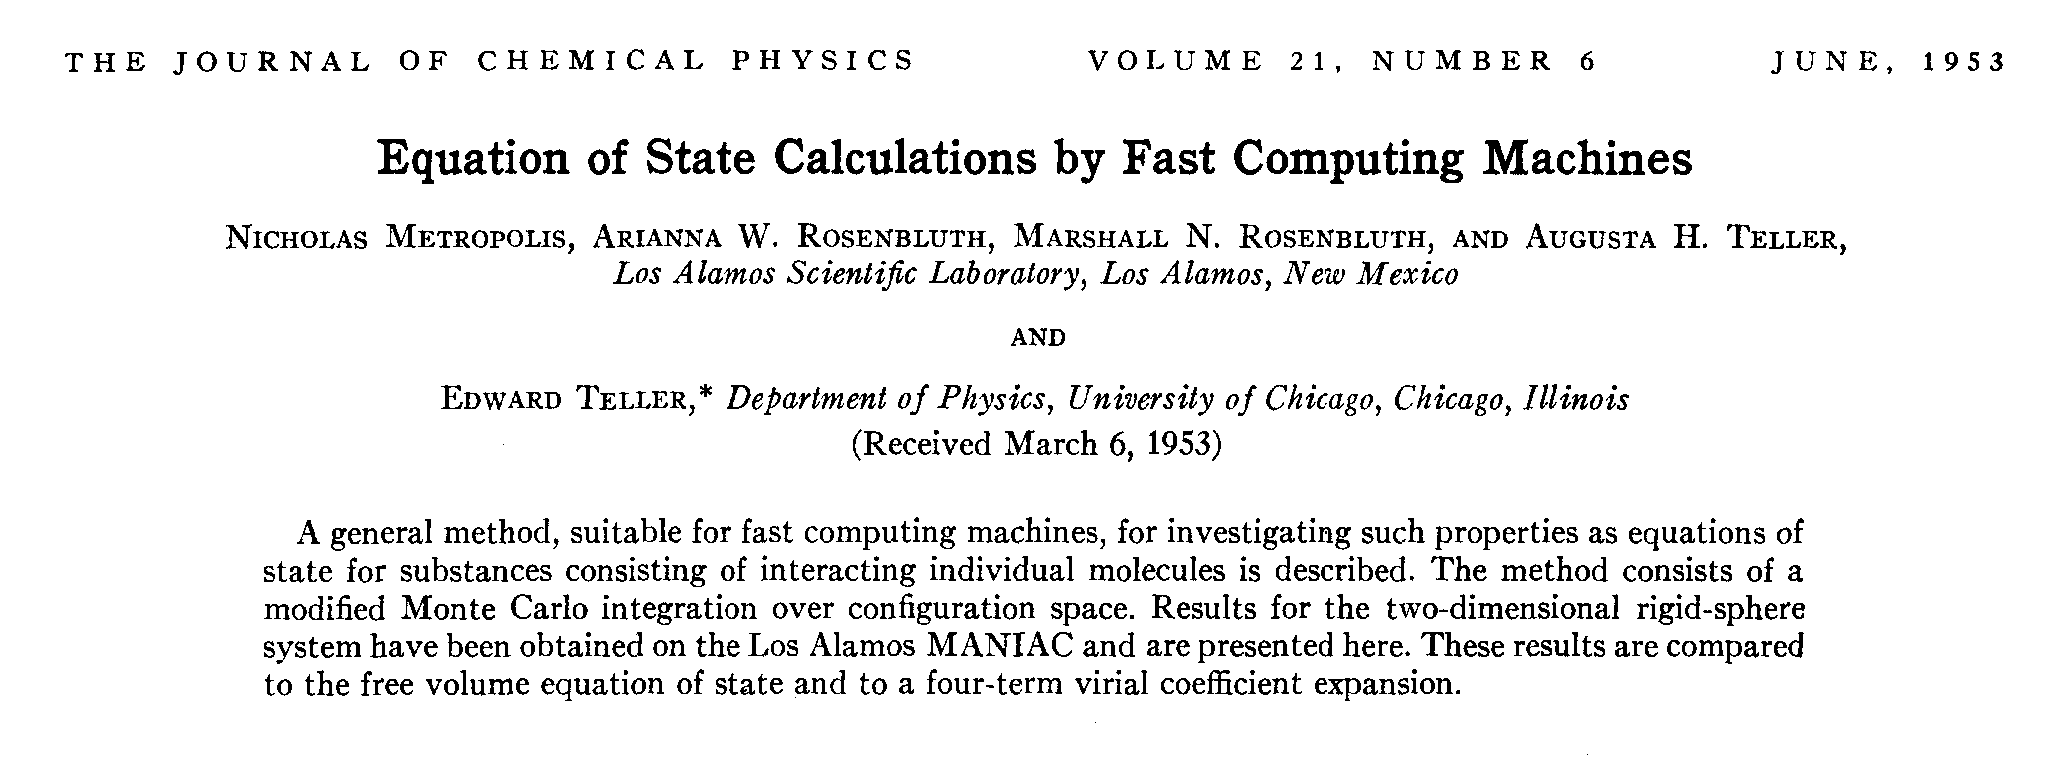 THE JOURNAL OF CHEMICAL PHYSICS VOLUME 21, NUMBER 6 JUNE, 1953
Equation of State Calculations by Fast Computing Machines
NICHOLAS METROPOLIS, ARIANNA W. ROSENBLUTH, MARSHALL N. ROSENBLUTH, AND AUGUSTA H. TELLER,
Los Alamos Scientific Laboratory, Los Alamos, New Mexico
AND
EDWARD TELLER,* Department of Physics, University of Chicago, Chicago, Illinois
(Received March 6, 1953)
A general method, suitable for fast computing machines, for investigating such properties as equations of
state for substances consisting of interacting individual molecules is described. The method consists of a
modified Monte Carlo integration over configuration space. Results for the two-dimensional rigid-sphere
system have been obtained on the Los Alamos MANIAC and are presented here. These results are compared
to the free volume equation of state and to a four-term virial coefficient expansion.